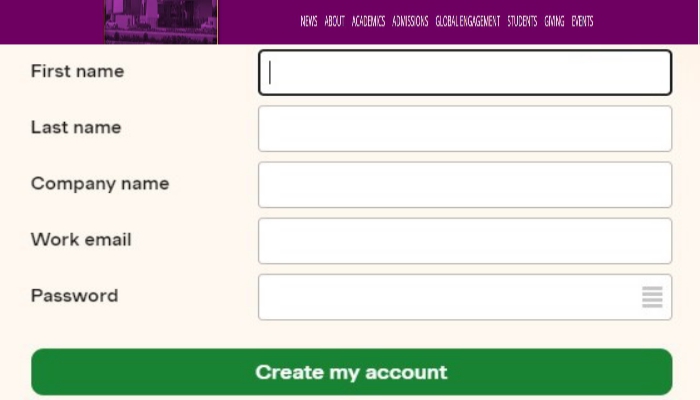 NEWS ABOUT ACADEMICS ADMISSIONS GLOBAL ENGAGEMENT STUDENTS GIVING EVENTS
First name
Last name
Company name
Work email
Password
Create my account